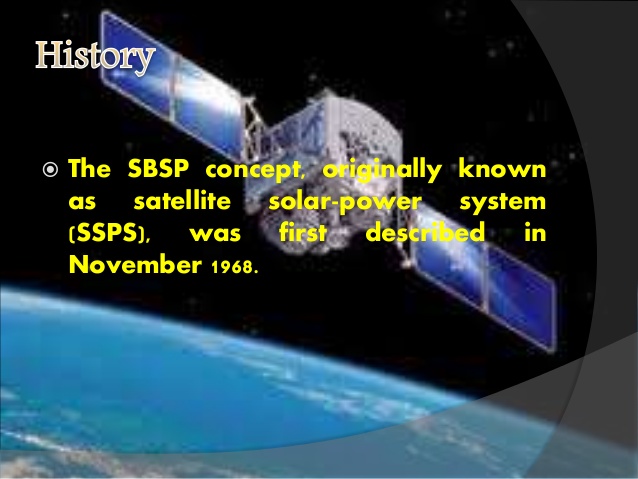 History
The SBSP concept, originally known
as satellite solar-power system
(SSPS), was first described in
November 1968.